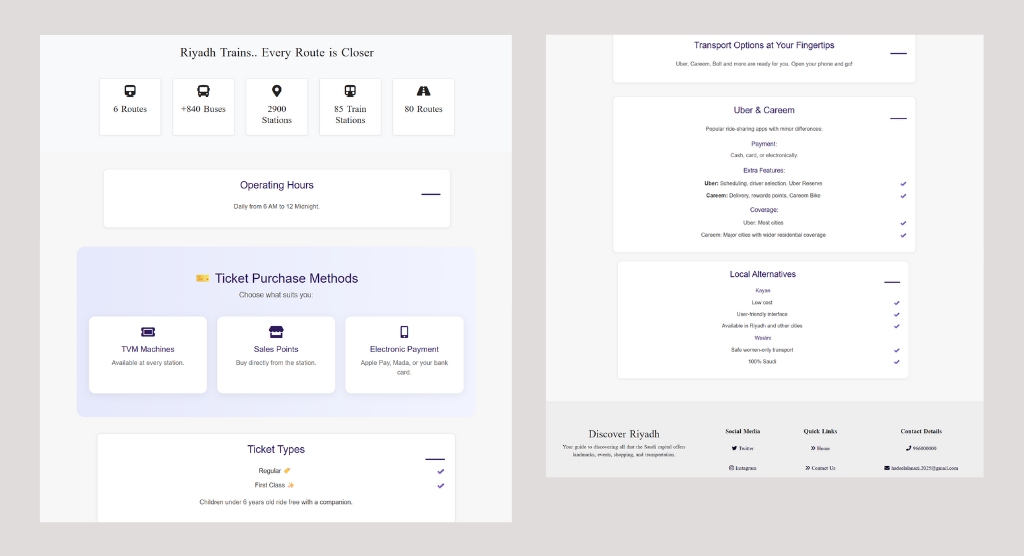 Riyadh Trains.. Every Route is Closer
6 Routes
+840 Buses
2900
Stations
85 Train
Stations
80 Routes
Operating Hours
Daily from 6 AM to 12 Midnight.
Ticket Purchase Methods
Choose what suits you:
TVM Machines
Available at every station.
Sales Points
Buy directly from the station.
Electronic Payment
Apple Pay, Mada, or your bank
card.
Ticket Types
Regular
First Class
Children under 6 years old ride free with a companion.
Transport Options at Your Fingertips
Uber, Careem, Bolt and more are ready for you. Open your phone and go!
Uber & Careem
Popular ride-sharing apps with minor differences.
Payment:
Cash, card, or electronically.
Extra Features:
Uber: Scheduling, driver selection, Uber Reserve
Careem: Delivery, rewards points, Careem Bike
Coverage:
Uber: Most cities
Careem: Major cities with wider residential coverage
Local Alternatives
Low cost
User-friendly interface
Available in Riyadh and other cities
Safe women-only transport
100% Saudi
Discover Riyadh
Your guide to discovering all that the Saudi capital offers
landmarks, events, shopping, and transportation.
Social Media
Twitter
Instagram
Quick Links
Home
Contact Us
Contact Details